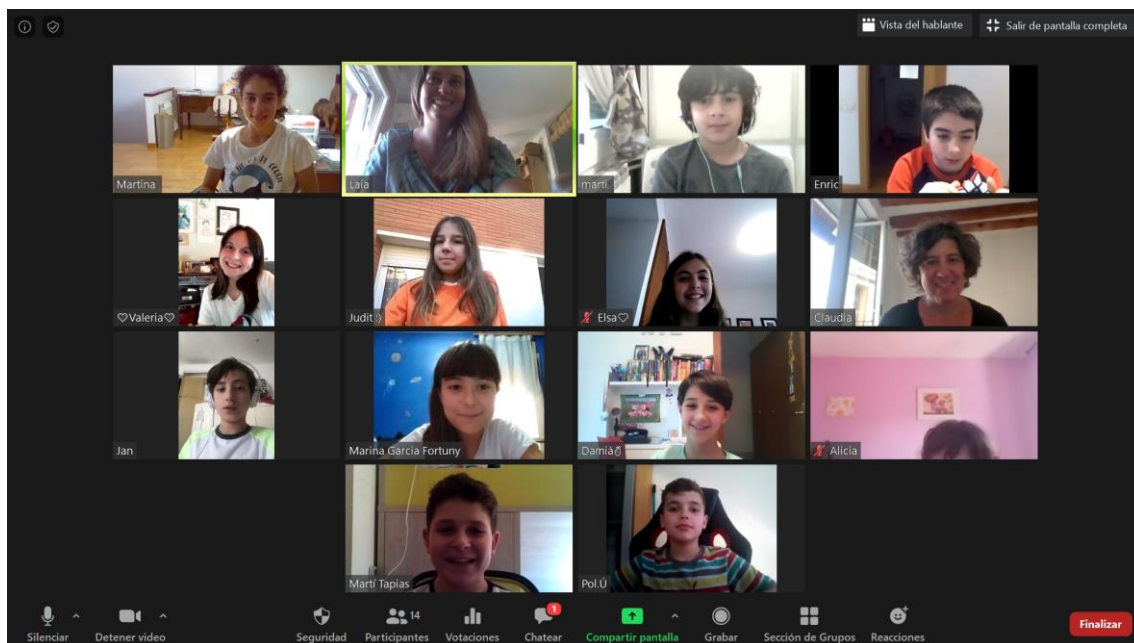 Vista del hablante
Salir de pantalla completa
Martina
Laia
martí
Enric
♡Valeria♡
Judit :)
Elsa♡
Claudia
Jan
Marina García Fortuny
Damià
Alicia
Martí Tapias
Pol.Ú
Silenciar
Detener video
Seguridad
14
Participantes
Votaciones
1
Chatear
Compartir pantalla
Grabar
Sección de Grupos
Reacciones
Finalizar